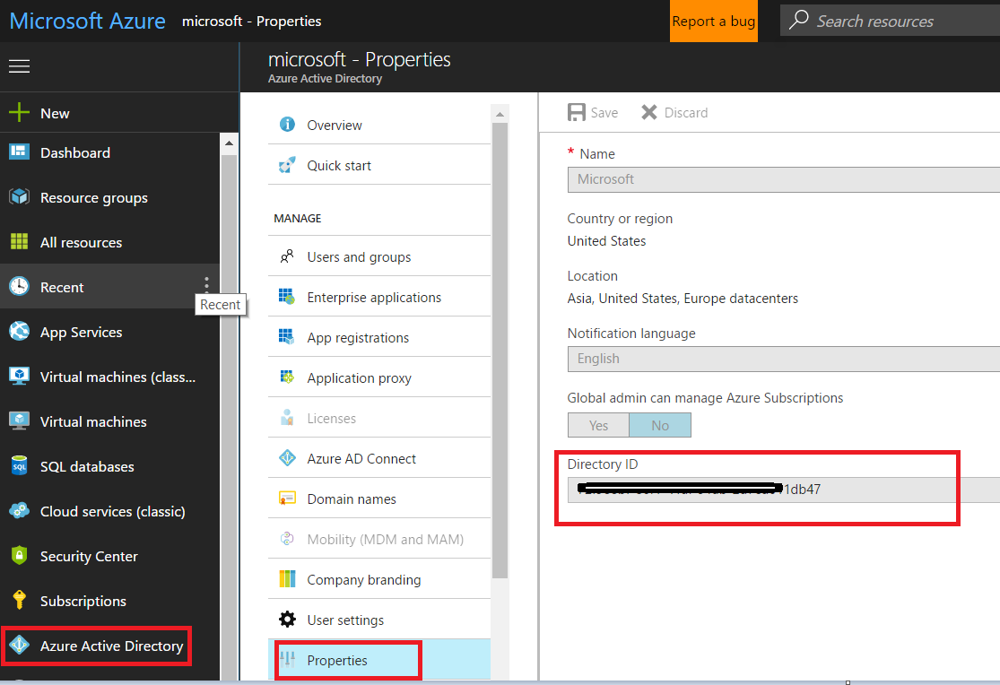 Microsoft Azure microsoft - Properties Report a bug Search resources
microsoft - Properties
Azure Active Directory
New
Dashboard
Resource groups
All resources
Recent
Recent
App Services
Virtual machines (class...
Virtual machines
SQL databases
Cloud services (classic)
Security Center
Subscriptions
Azure Active Directory
Overview
Quick start
MANAGE
Users and groups
Enterprise applications
App registrations
Application proxy
Licenses
Azure AD Connect
Domain names
Mobility (MDM and MAM)
Company branding
User settings
Properties
Save Discard
* Name
Microsoft
Country or region
United States
Location
Asia, United States, Europe datacenters
Notification language
English
Global admin can manage Azure Subscriptions
Yes No
Directory ID
1db47